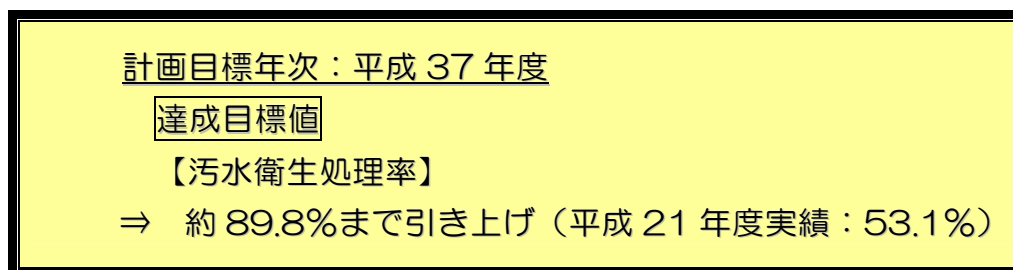 計画目標年次：平成 37 年度
達成目標値
【汚水衛生処理率】
⇒　約 89.8％まで引き上げ（平成 21 年度実績：53.1％）